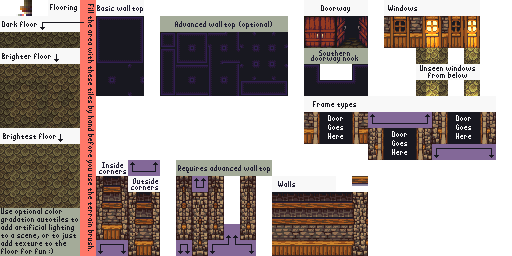 Flooring
Dark floor
Brighter floor
Brightest floor
Use optional color
gradation autotiles to
add artificial lighting
to a scene, or to just
add texture to the
floor for fun :)
Fill the area with these tiles by hand before you use the terrain brush.
Basic wall top
Advanced wall top (optional)
Doorway
Southern
doorway nook
Windows
Unseen windows
from below
Frame types
Door
Goes
Here
Door
Goes
Here
Door
Goes
Here
Inside
corners
Outside
corners
Requires advanced wall top
Walls